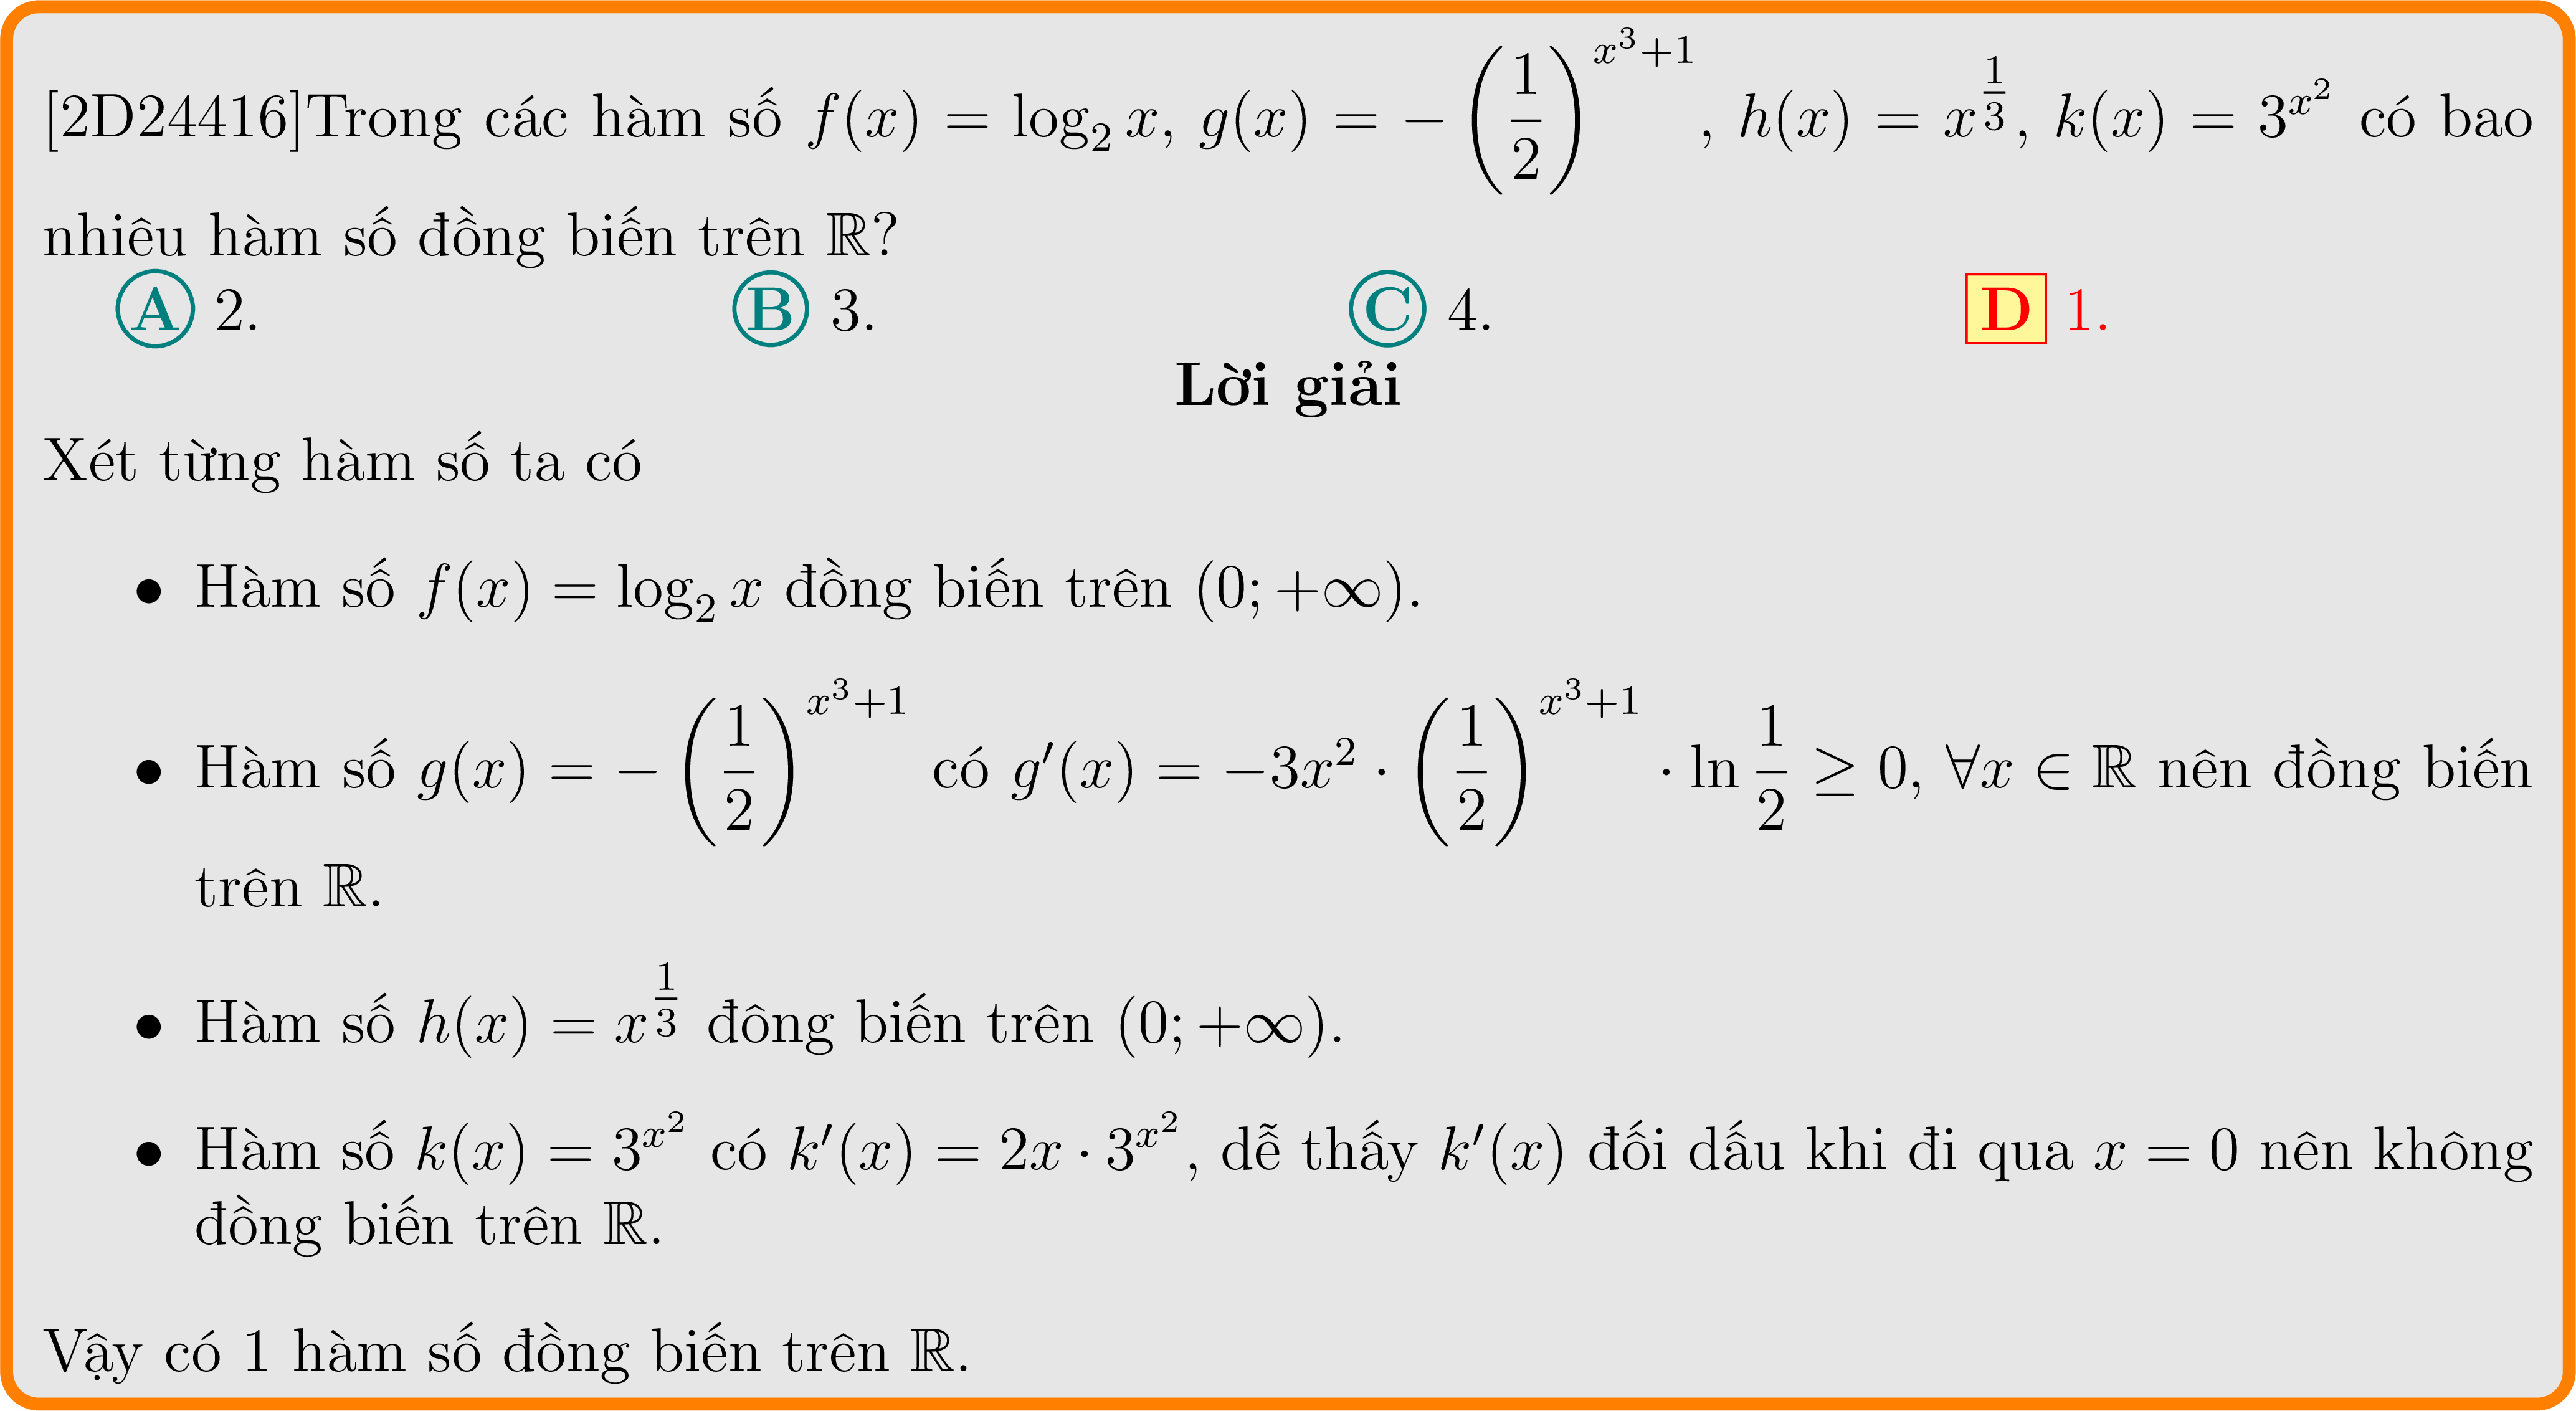 [2D24416]Trong các hàm số $f(x) = \log_2 x$, $g(x) = -\left(\dfrac{1}{2}\right)^{x^3+1}$, $h(x) = x^{\frac{1}{3}}$, $k(x) = 3^{x^2}$ có bao
nhiêu hàm số đồng biến trên $\mathbb{R}$?
A 2. B 3. C 4. D 1.
Lời giải
Xét từng hàm số ta có
• Hàm số $f(x) = \log_2 x$ đồng biến trên $(0; +\infty)$.
• Hàm số $g(x) = -\left(\dfrac{1}{2}\right)^{x^3+1}$ có $g'(x) = -3x^2 \cdot \left(\dfrac{1}{2}\right)^{x^3+1} \cdot \ln\dfrac{1}{2} \geq 0, \forall x \in \mathbb{R}$ nên đồng biến
trên $\mathbb{R}$.
• Hàm số $h(x) = x^{\frac{1}{3}}$ đông biến trên $(0; +\infty)$.
• Hàm số $k(x) = 3^{x^2}$ có $k'(x) = 2x \cdot 3^{x^2}$, dễ thấy $k'(x)$ đối dấu khi đi qua $x = 0$ nên không
đồng biến trên $\mathbb{R}$.
Vậy có 1 hàm số đồng biến trên $\mathbb{R}$.